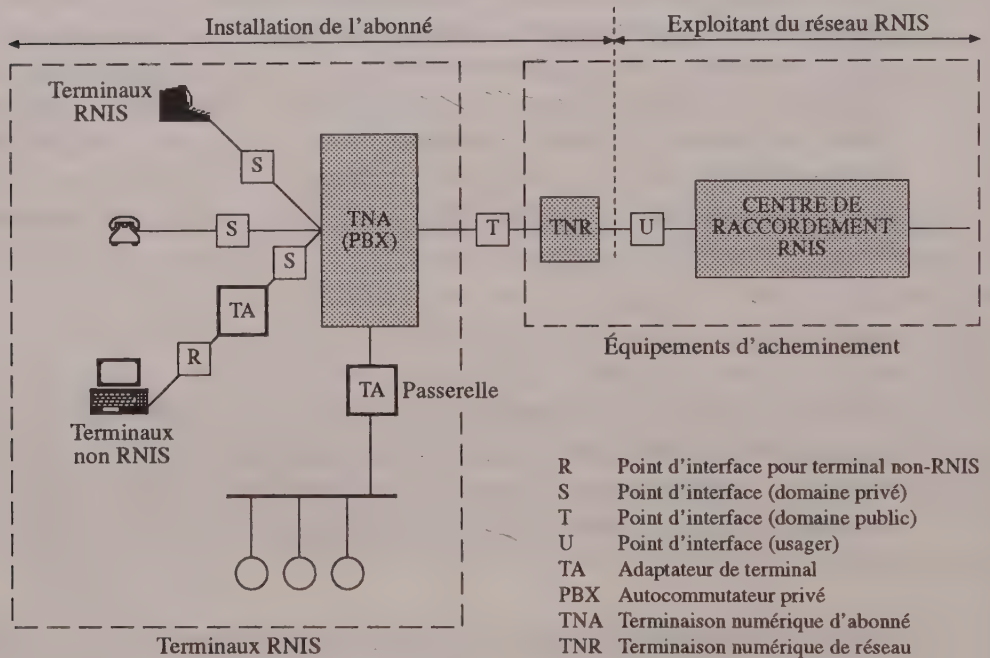 Installation de l'abonné
Exploitant du réseau RNIS
Terminaux
RNIS
S
S
S
TA
R
Terminaux
non RNIS
TNA
(PBX)
TA
Passerelle
T
TNR
U
CENTRE DE
RACCORDEMENT
RNIS
Équipements d'acheminement
Terminaux RNIS
R Point d'interface pour terminal non-RNIS
S Point d'interface (domaine privé)
T Point d'interface (domaine public)
U Point d'interface (usager)
TA Adaptateur de terminal
PBX Autocommutateur privé
TNA Terminaison numérique d'abonné
TNR Terminaison numérique de réseau